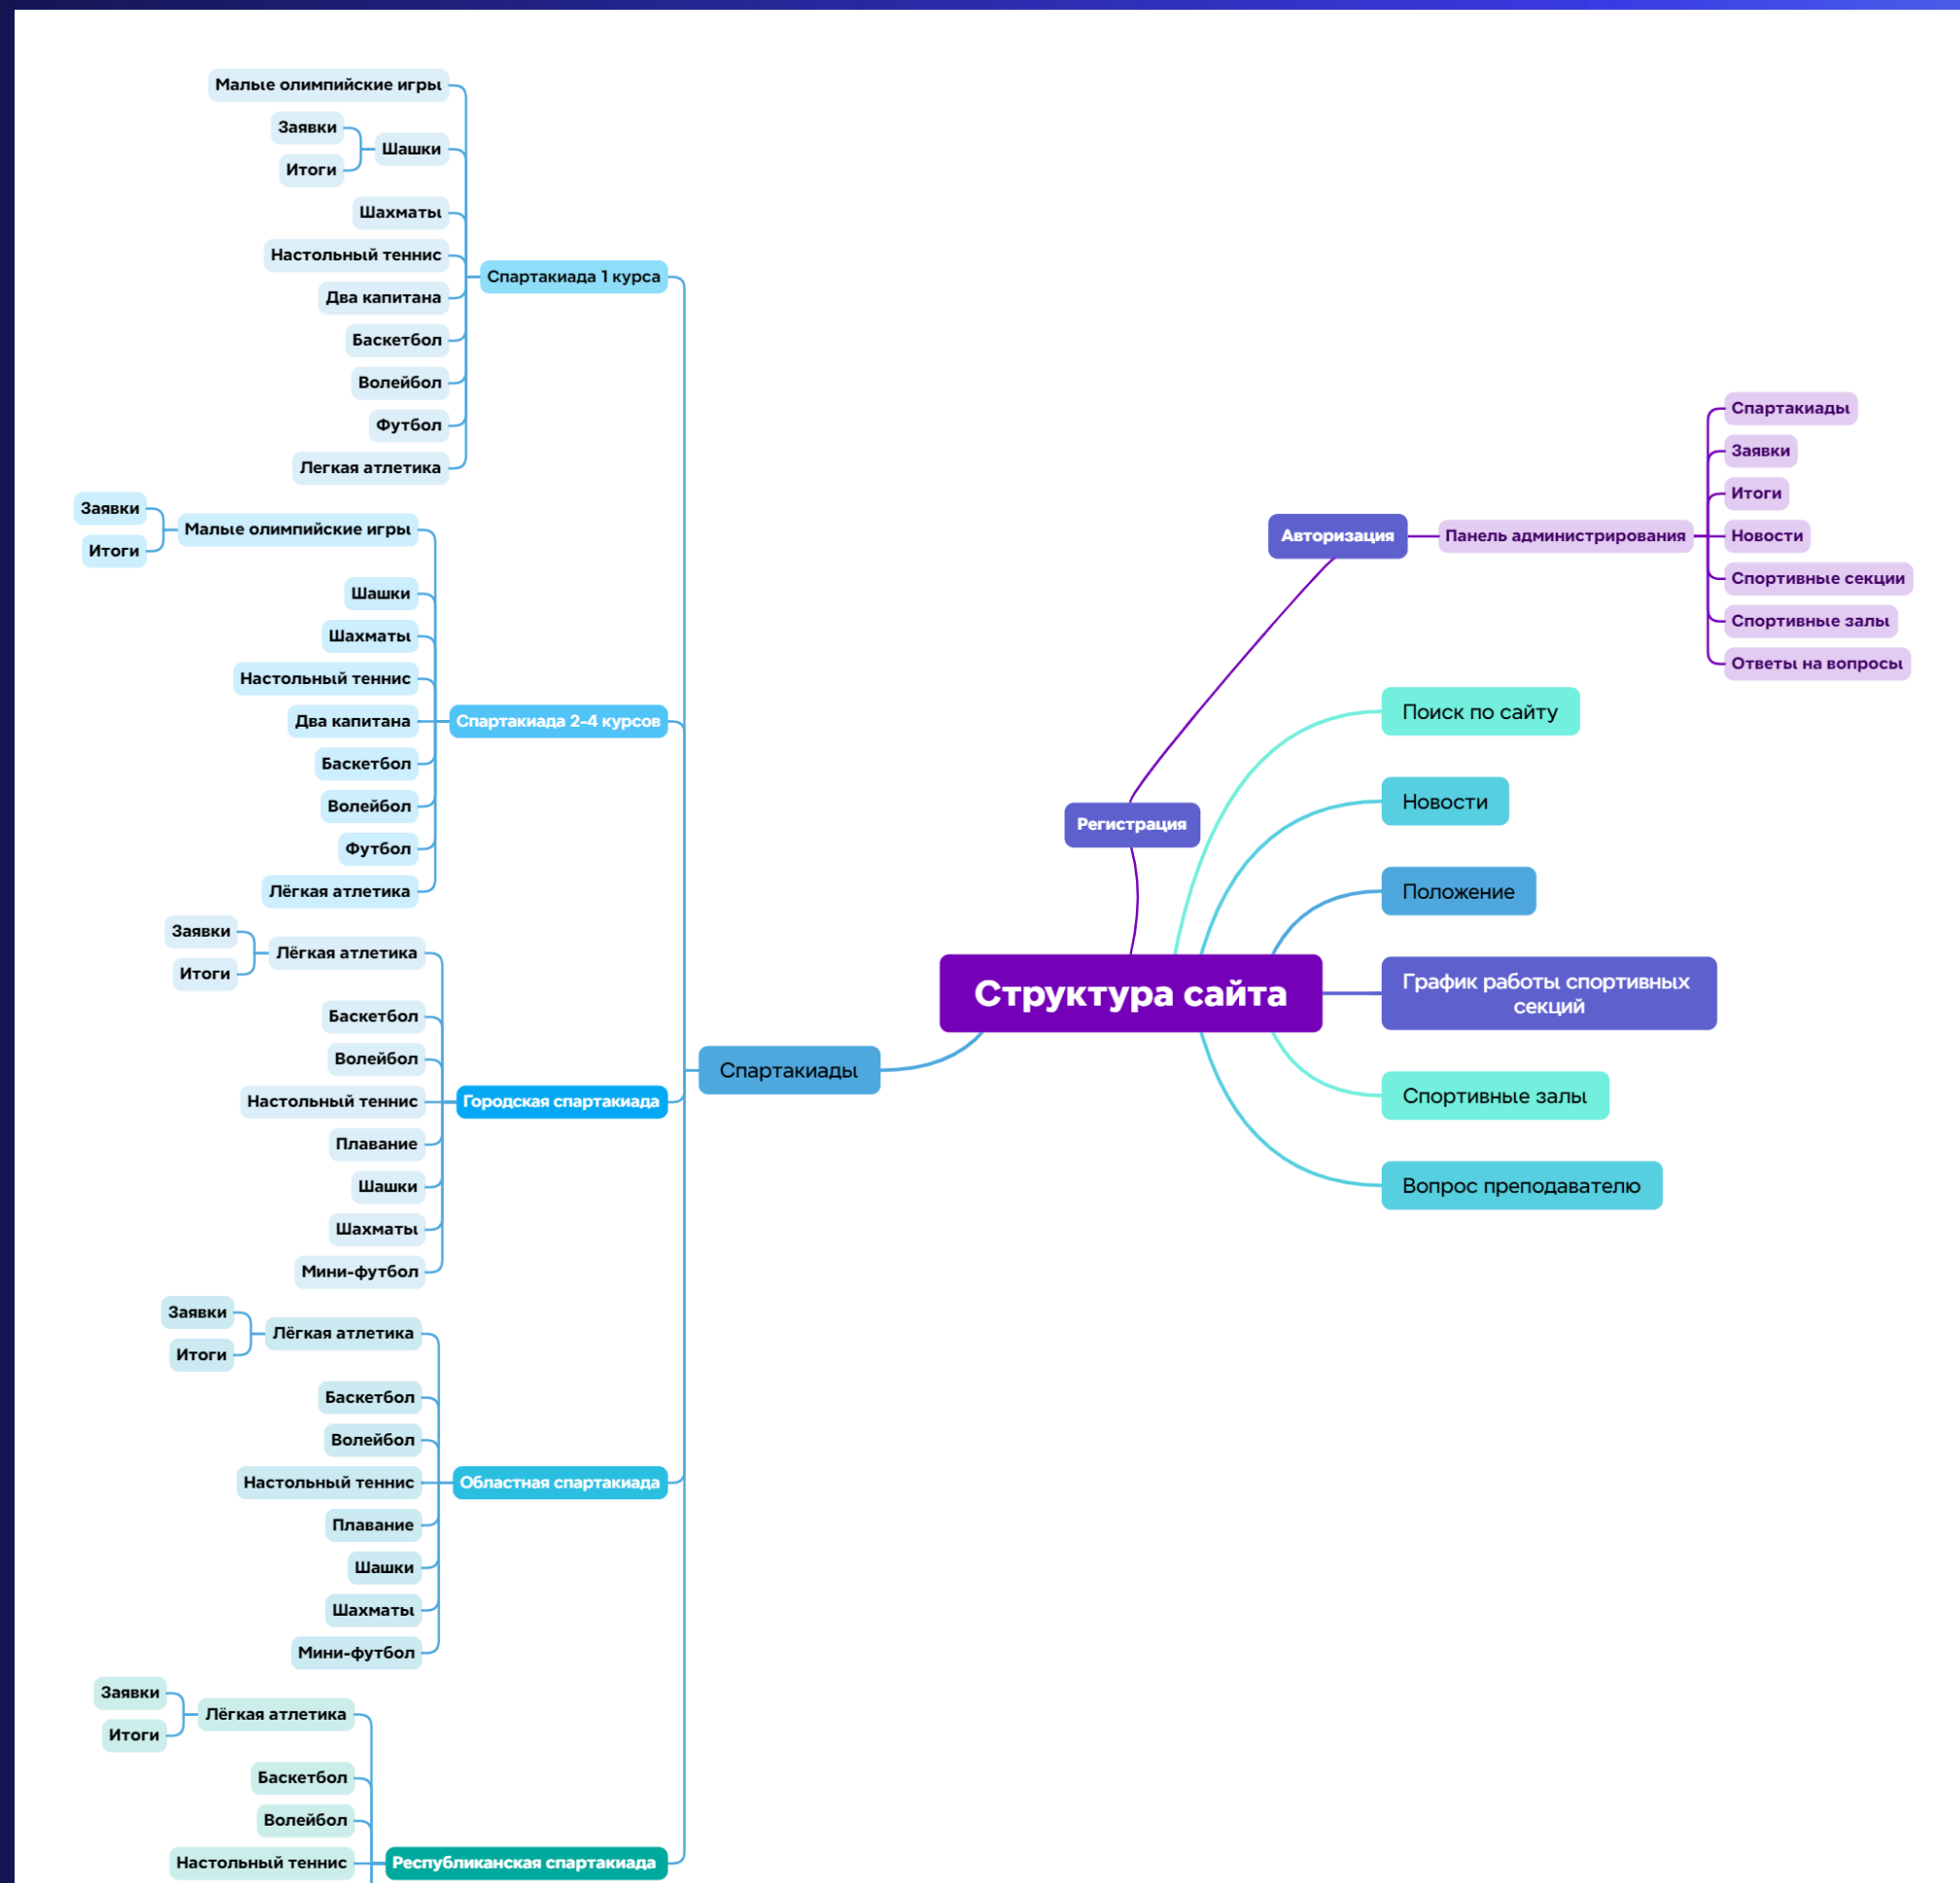 Малые олимпийские игры
Заявки
Шашки
Итоги
Шахматы
Настольный теннис
Спартакиада 1 курса
Два капитана
Баскетбол
Волейбол
Футбол
Легкая атлетика
Заявки
Малые олимпийские игры
Итоги
Шашки
Шахматы
Настольный теннис
Два капитана
Спартакиада 2-4 курсов
Баскетбол
Волейбол
Футбол
Лёгкая атлетика
Заявки
Лёгкая атлетика
Итоги
Баскетбол
Волейбол
Настольный теннис
Городская спартакиада
Плавание
Шашки
Шахматы
Мини-футбол
Заявки
Лёгкая атлетика
Итоги
Баскетбол
Волейбол
Настольный теннис
Областная спартакиада
Плавание
Шашки
Шахматы
Мини-футбол
Заявки
Лёгкая атлетика
Итоги
Баскетбол
Волейбол
Настольный теннис
Республиканская спартакиада
Спартакиады
Структура сайта
Регистрация
Авторизация
Панель администрирования
Спартакиады
Заявки
Итоги
Новости
Спортивные секции
Спортивные залы
Ответы на вопросы
Поиск по сайту
Новости
Положение
График работы спортивных
секций
Спортивные залы
Вопрос преподавателю